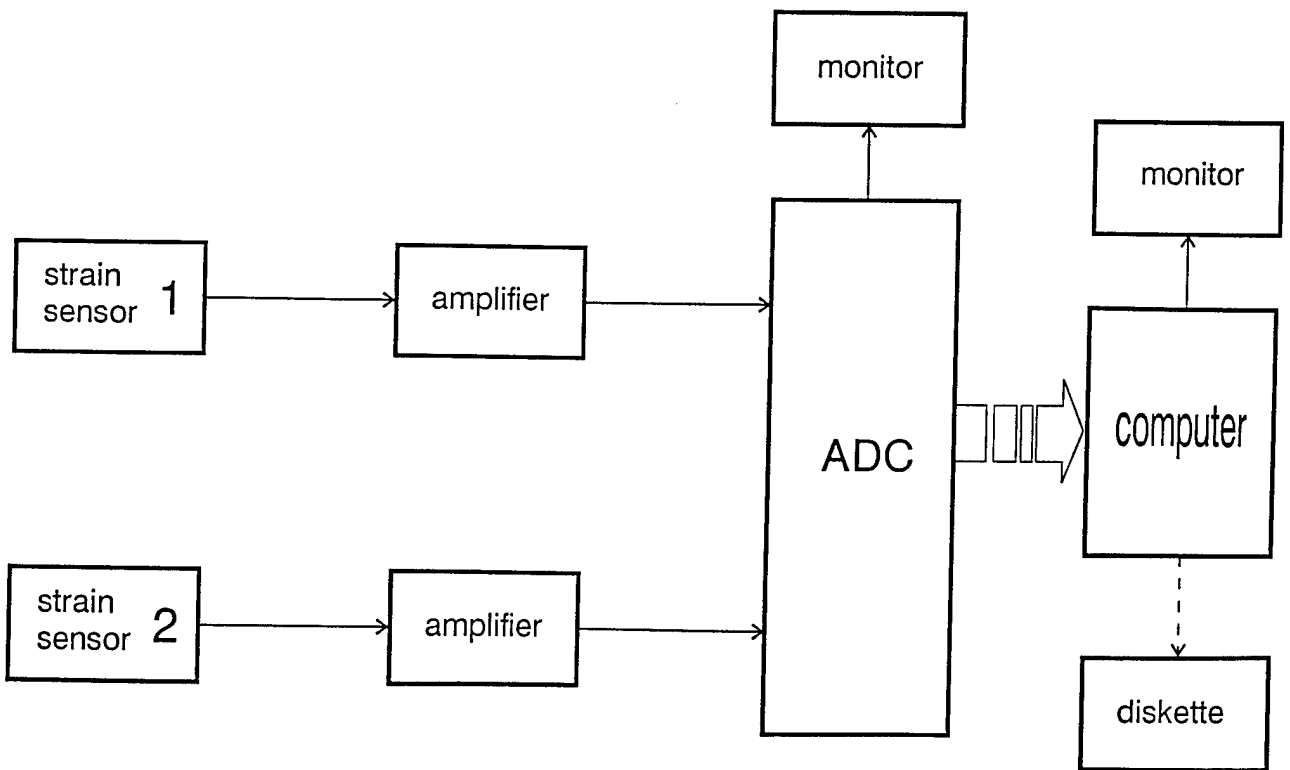 monitor
monitor
strain
sensor 1
amplifier
ADC
computer
strain
sensor 2
amplifier
diskette